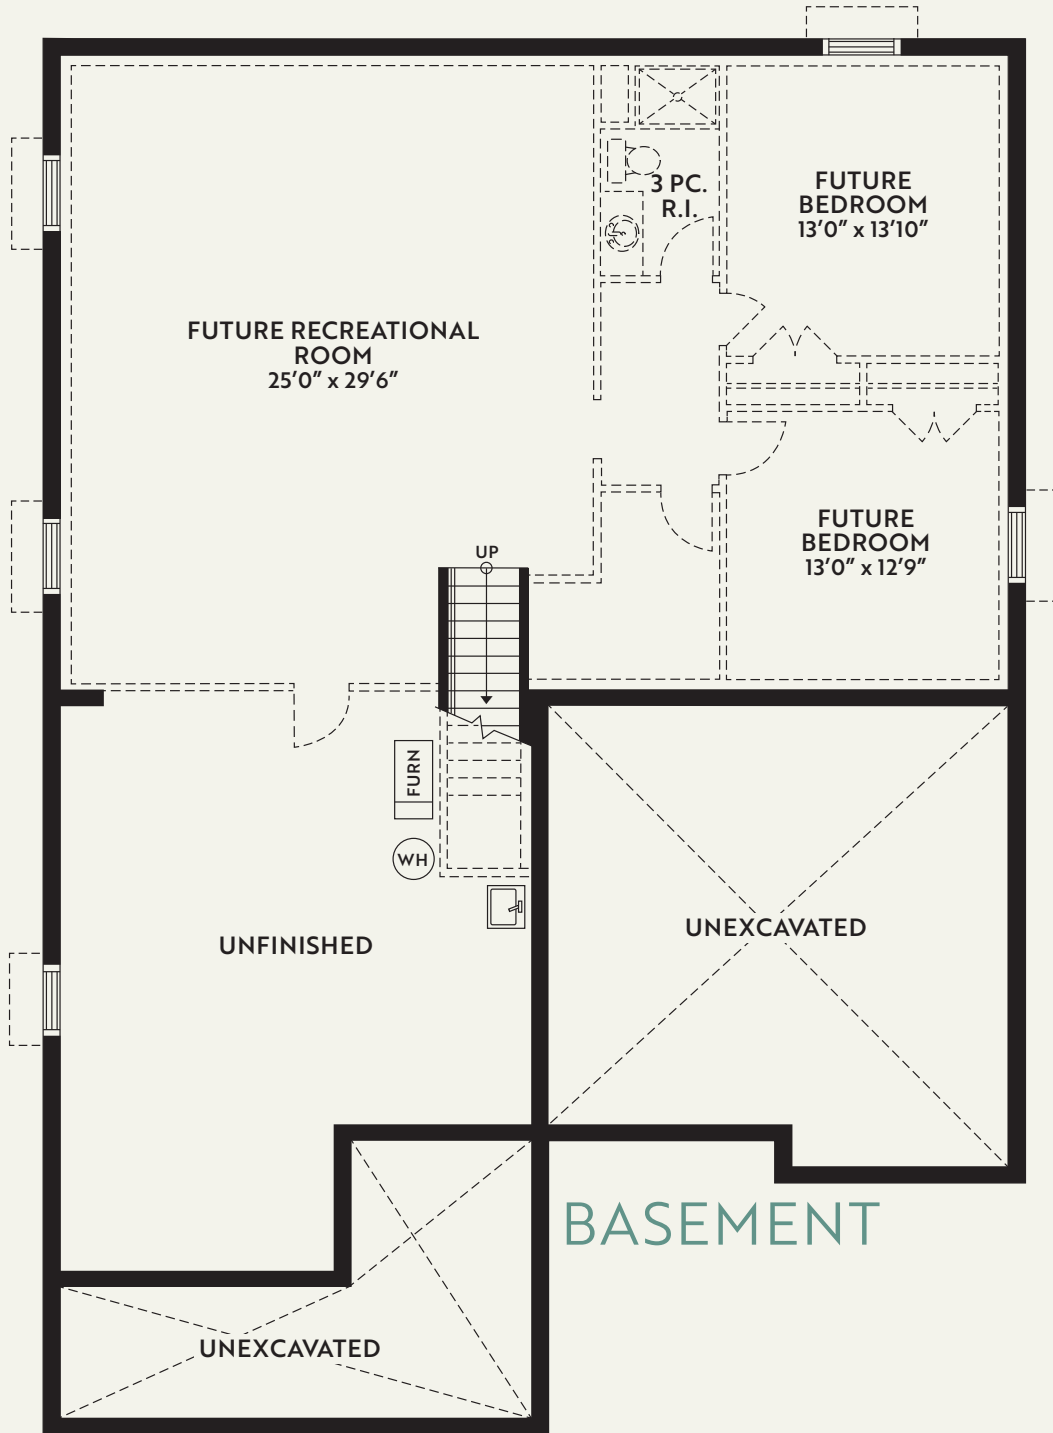 3 PC.
R.I.
FUTURE
BEDROOM
13'0" x 13'10"
FUTURE RECREATIONAL
ROOM
25'0" x 29'6"
FUTURE
BEDROOM
13'0" x 12'9"
UP
FURN
WH
UNFINISHED
UNEXCAVATED
BASEMENT
UNEXCAVATED